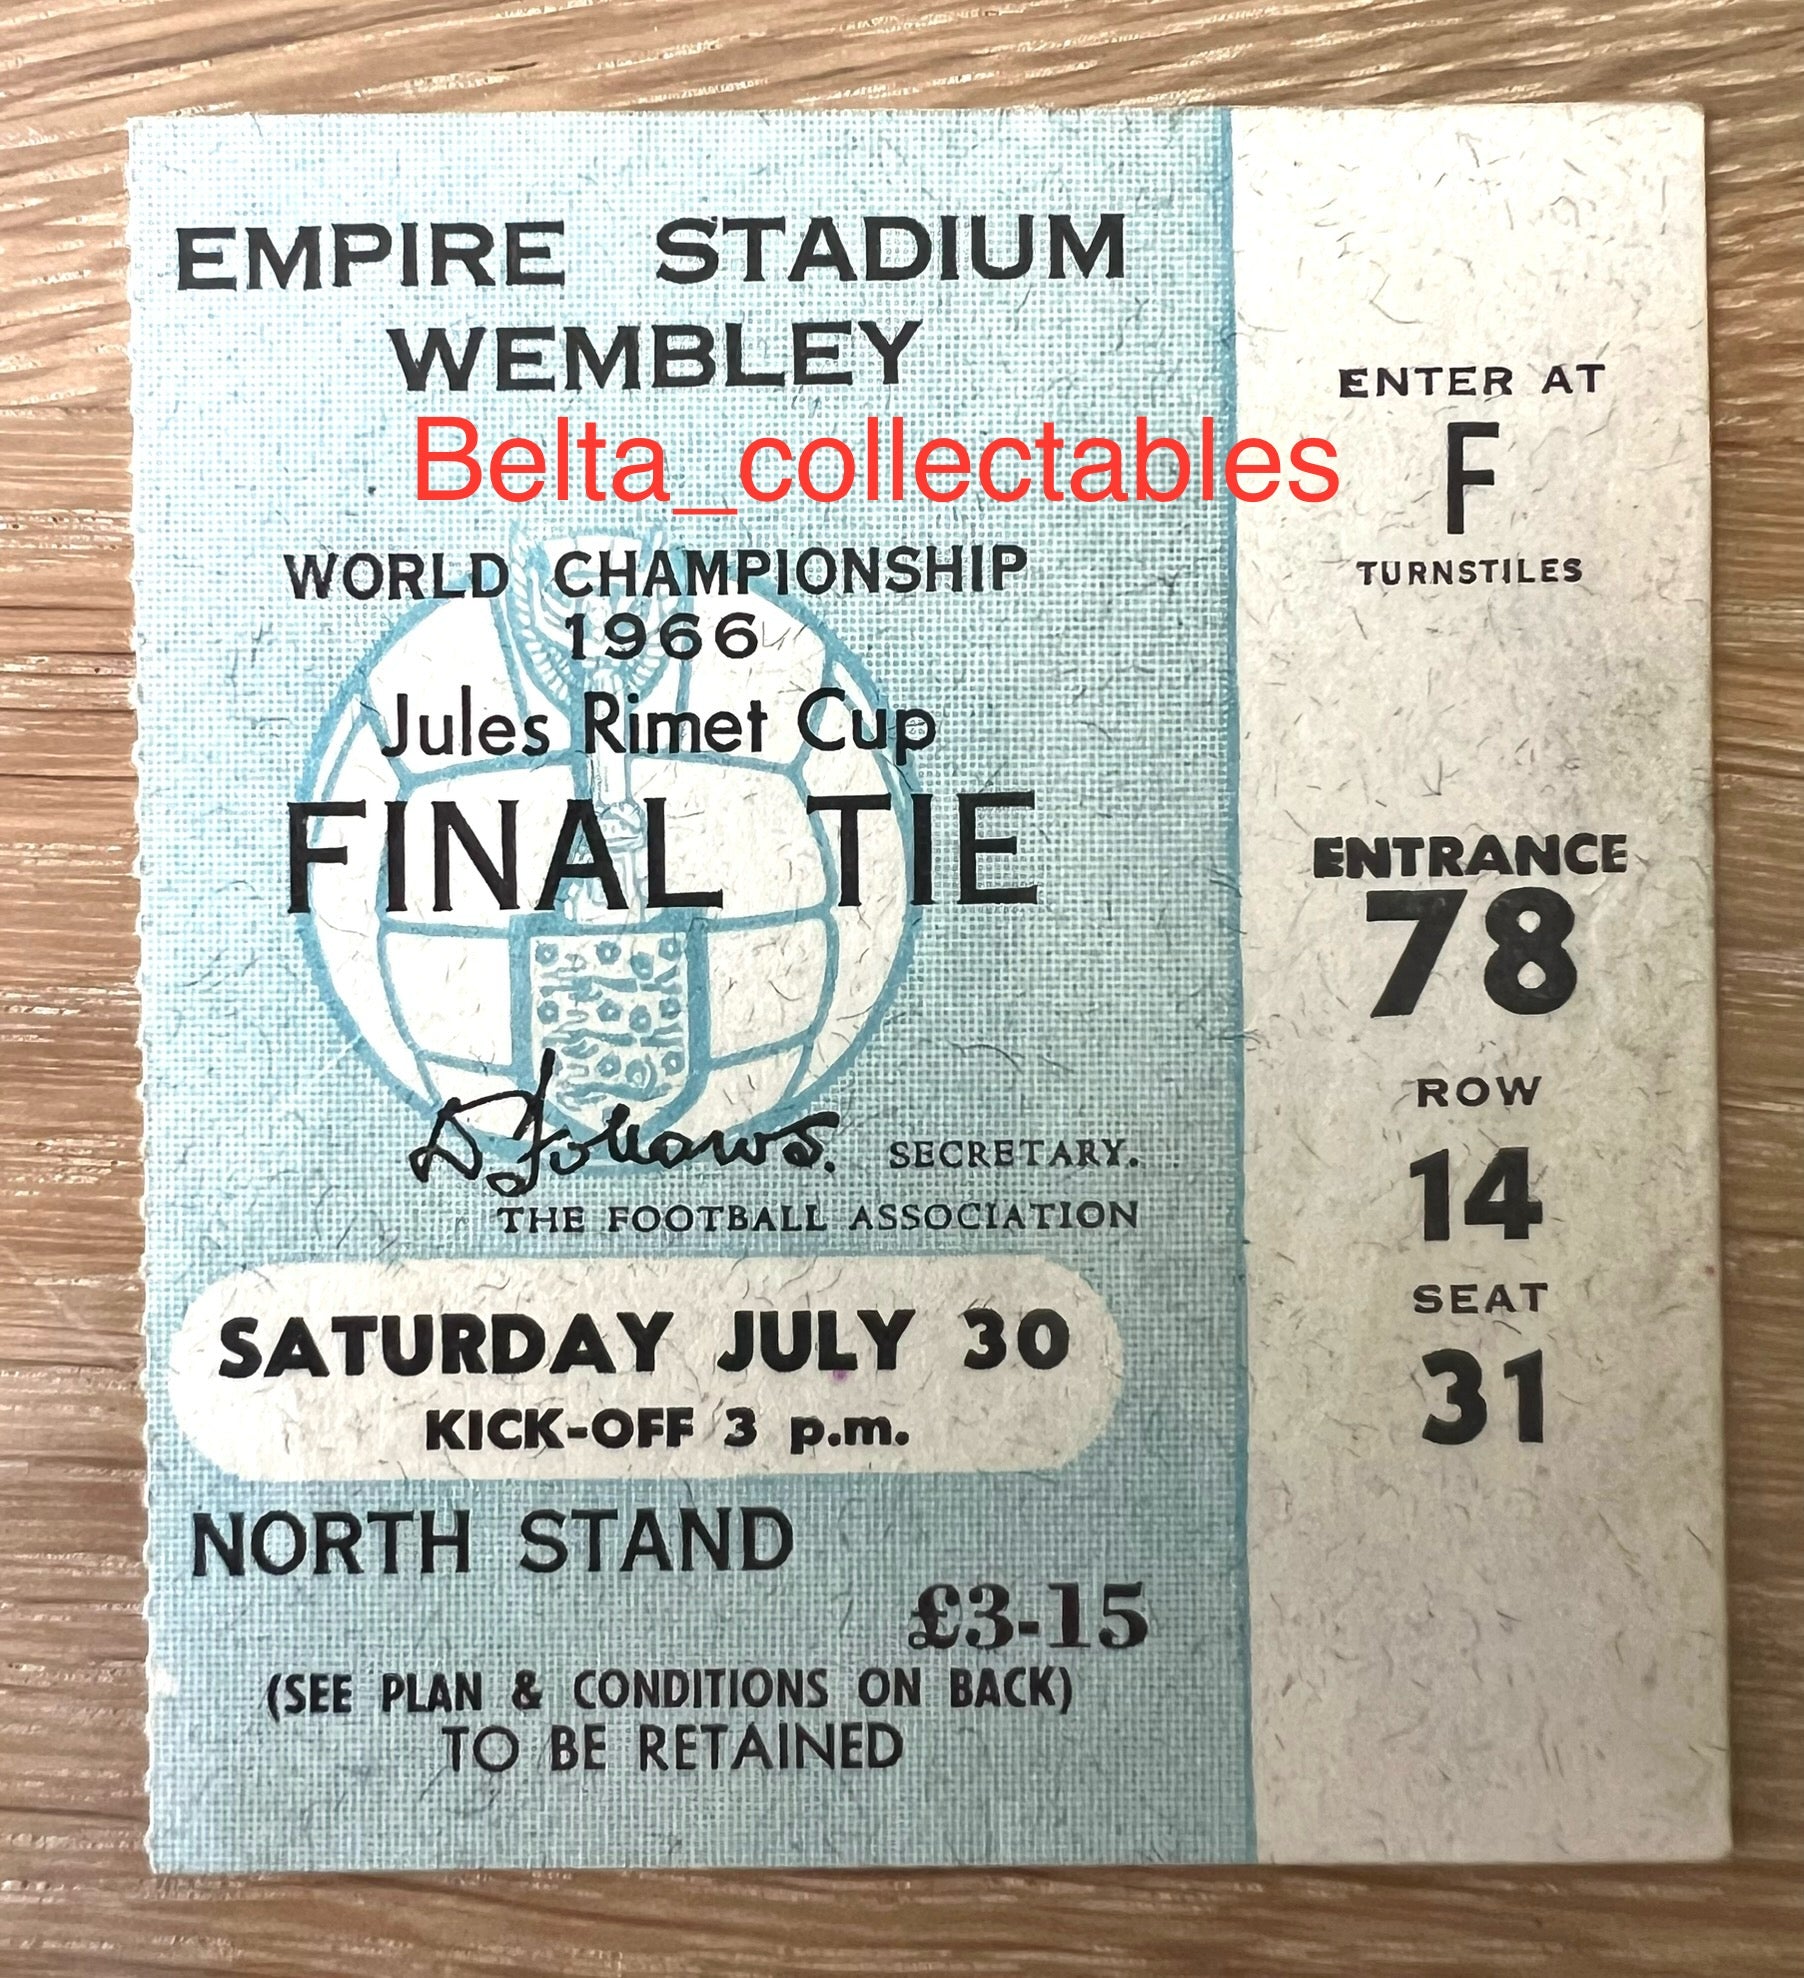 EMPIRE STADIUM
WEMBLEY
Belta_collectables
WORLD CHAMPIONSHIP
1966
Jules Rimet Cup
FINAL TIE
D Follows. SECRETARY.
THE FOOTBALL ASSOCIATION
SATURDAY JULY 30
KICK-OFF 3 p.m.
NORTH STAND
£3-15
(SEE PLAN & CONDITIONS ON BACK)
TO BE RETAINED
ENTER AT
F
TURNSTILES
ENTRANCE
78
ROW
14
SEAT
31